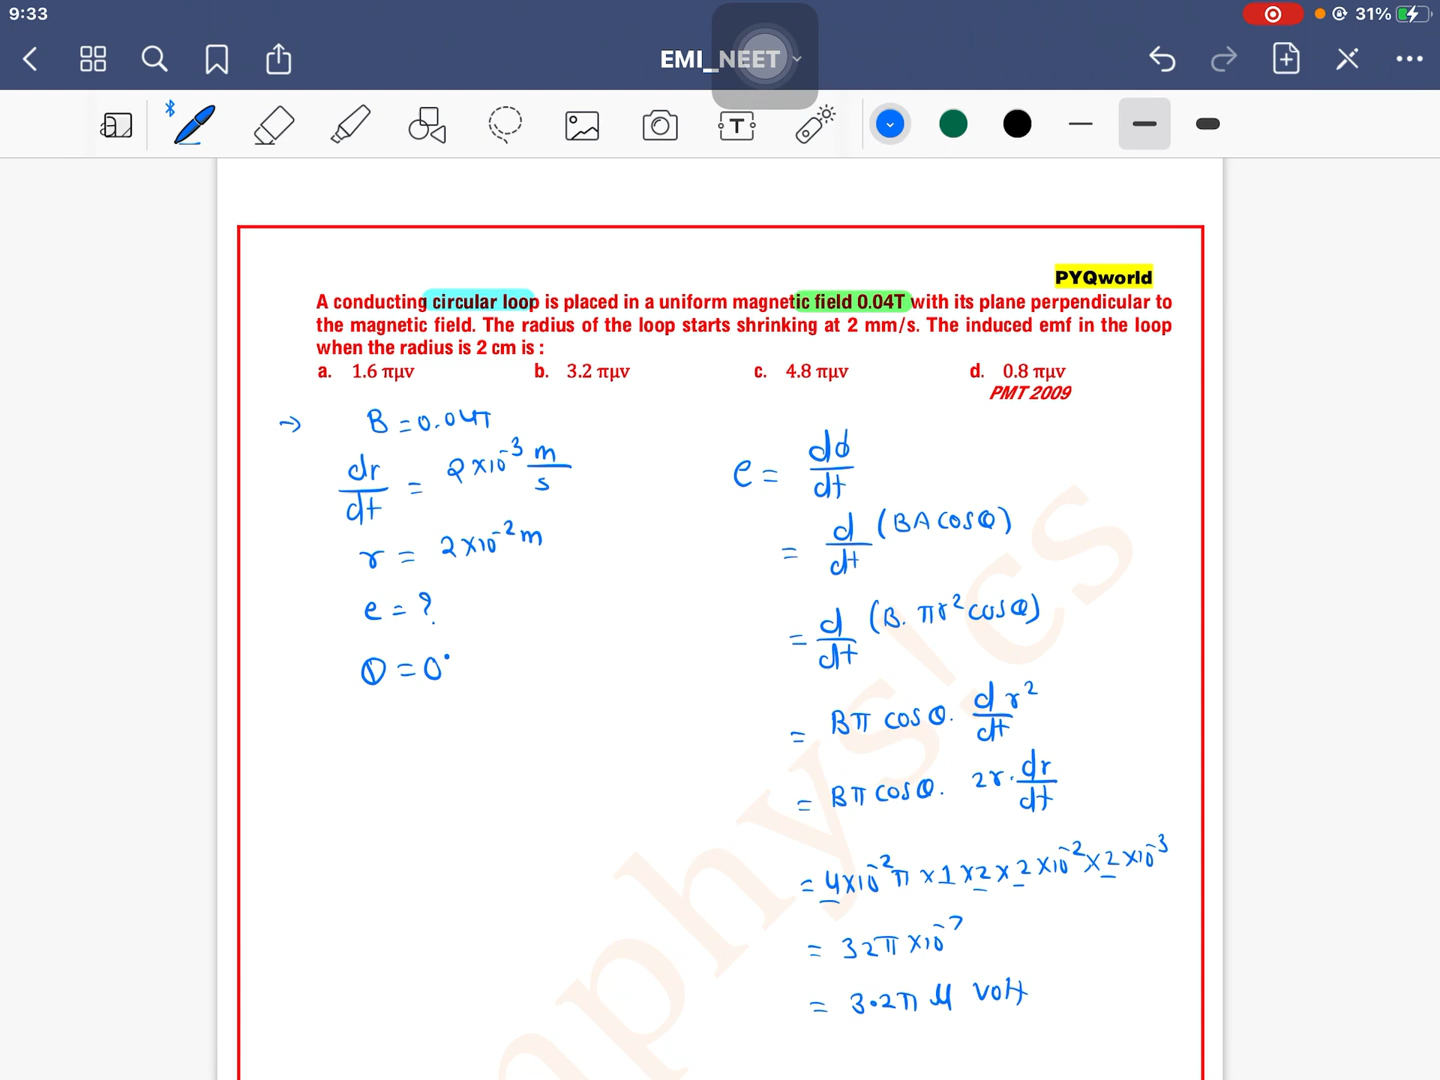 9:33
31%
EMI_NEET
PYQworld
A conducting circular loop is placed in a uniform magnetic field 0.04T with its plane perpendicular to
the magnetic field. The radius of the loop starts shrinking at 2 mm/s. The induced emf in the loop
when the radius is 2 cm is :
a. 1.6 πμv b. 3.2 πμv c. 4.8 πμv d. 0.8 πμv
PMT 2009
→ B = 0.04T
dr/dt = 2×10⁻³ m/s
r = 2×10⁻² m
e = ?
θ = 0°
e = dϕ/dt
= d/dt (BA cosθ)
= d/dt (B. πr² cosθ)
= Bπ cosθ. d/dt r²
= Bπ cosθ. 2r. dr/dt
= 4×10⁻² π × 1 × 2 × 2×10⁻² × 2×10⁻³
= 32π ×10⁻⁷
= 3.2π μ volt
phys!cs